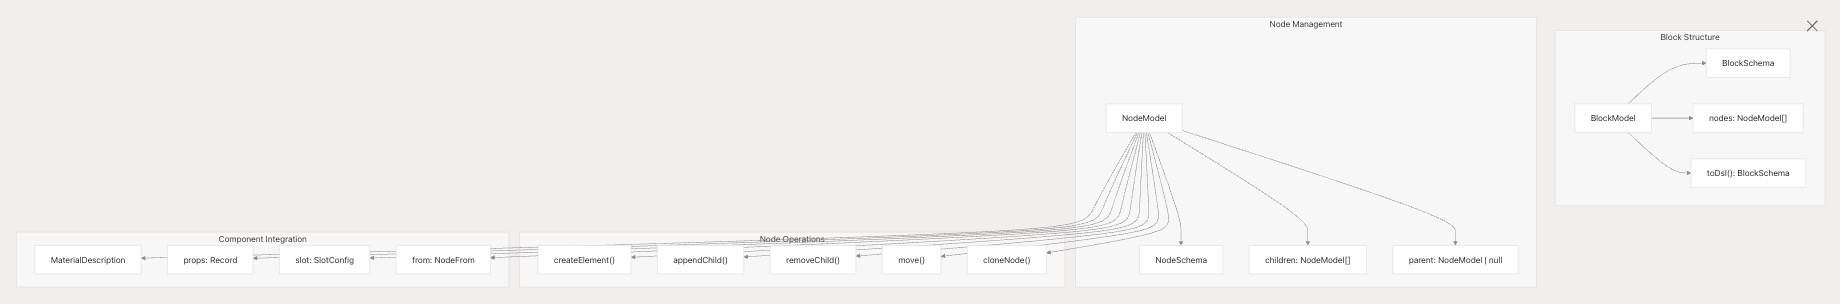 Node Management
Block Structure
BlockSchema
NodeModel
BlockModel
nodes: NodeModel[]
toDsl(): BlockSchema
Component Integration
Node Operations
MaterialDescription
props: Record
slot: SlotConfig
from: NodeFrom
createElement()
appendChild()
removeChild()
move()
cloneNode()
NodeSchema
children: NodeModel[]
parent: NodeModel | null